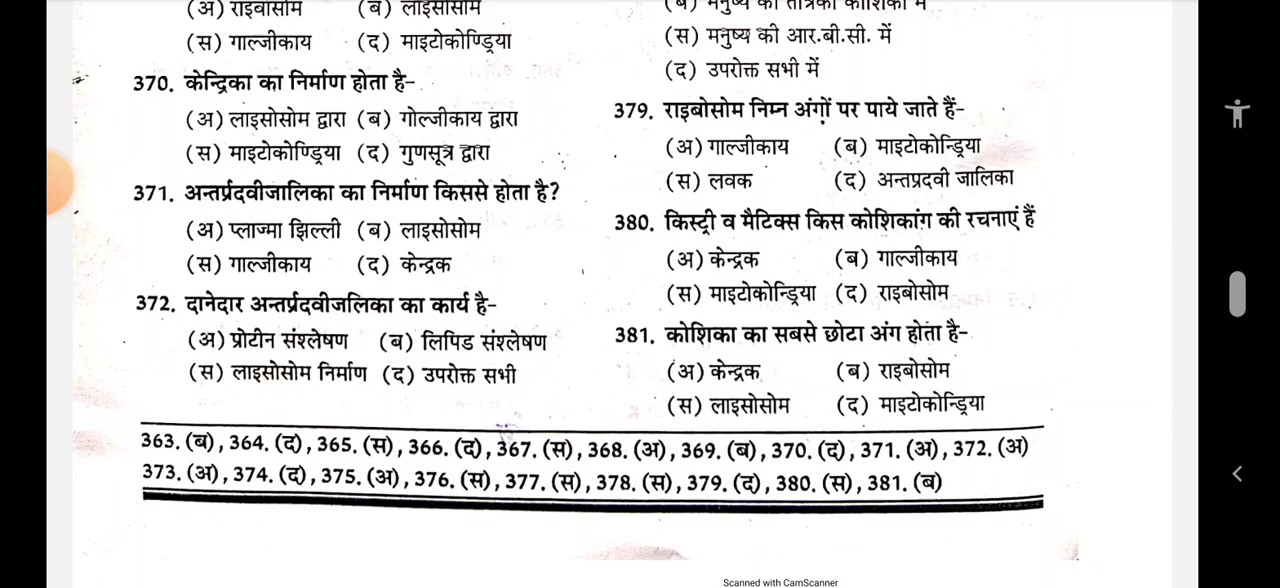 (अ) राइबोसोम (ब) लाइसोसोम
(स) गाल्जीकाय (द) माइटोकोण्ड्रिया
370. केन्द्रिका का निर्माण होता है-
(अ) लाइसोसोम द्वारा (ब) गोल्जीकाय द्वारा
(स) माइटोकोण्ड्रिया (द) गुणसूत्र द्वारा
371. अन्तर्प्रदवीजालिका का निर्माण किससे होता है?
(अ) प्लाज्मा झिल्ली (ब) लाइसोसोम
(स) गाल्जीकाय (द) केन्द्रक
372. दानेदार अन्तर्प्रदवीजलिका का कार्य है-
(अ) प्रोटीन संश्लेषण (ब) लिपिड संश्लेषण
(स) लाइसोसोम निर्माण (द) उपरोक्त सभी
(ब) मनुष्य की तंत्रिका कोशिका में
(स) मनुष्य की आर.बी.सी. में
(द) उपरोक्त सभी में
379. राइबोसोम निम्न अंगों पर पाये जाते हैं-
(अ) गाल्जीकाय (ब) माइटोकोन्ड्रिया
(स) लवक (द) अन्तप्रदवी जालिका
380. किस्ट्री व मैटिक्स किस कोशिकांग की रचनाएं हैं
(अ) केन्द्रक (ब) गाल्जीकाय
(स) माइटोकोन्ड्रिया (द) राइबोसोम
381. कोशिका का सबसे छोटा अंग होता है-
(अ) केन्द्रक (ब) राइबोसोम
(स) लाइसोसोम (द) माइटोकोन्ड्रिया
363. (ब), 364. (द), 365. (स), 366. (द), 367. (स), 368. (अ), 369. (ब), 370. (द), 371. (अ), 372. (अ)
373. (अ), 374. (द), 375. (अ), 376. (स), 377. (स), 378. (स), 379. (द), 380. (स), 381. (ब)
Scanned with CamScanner